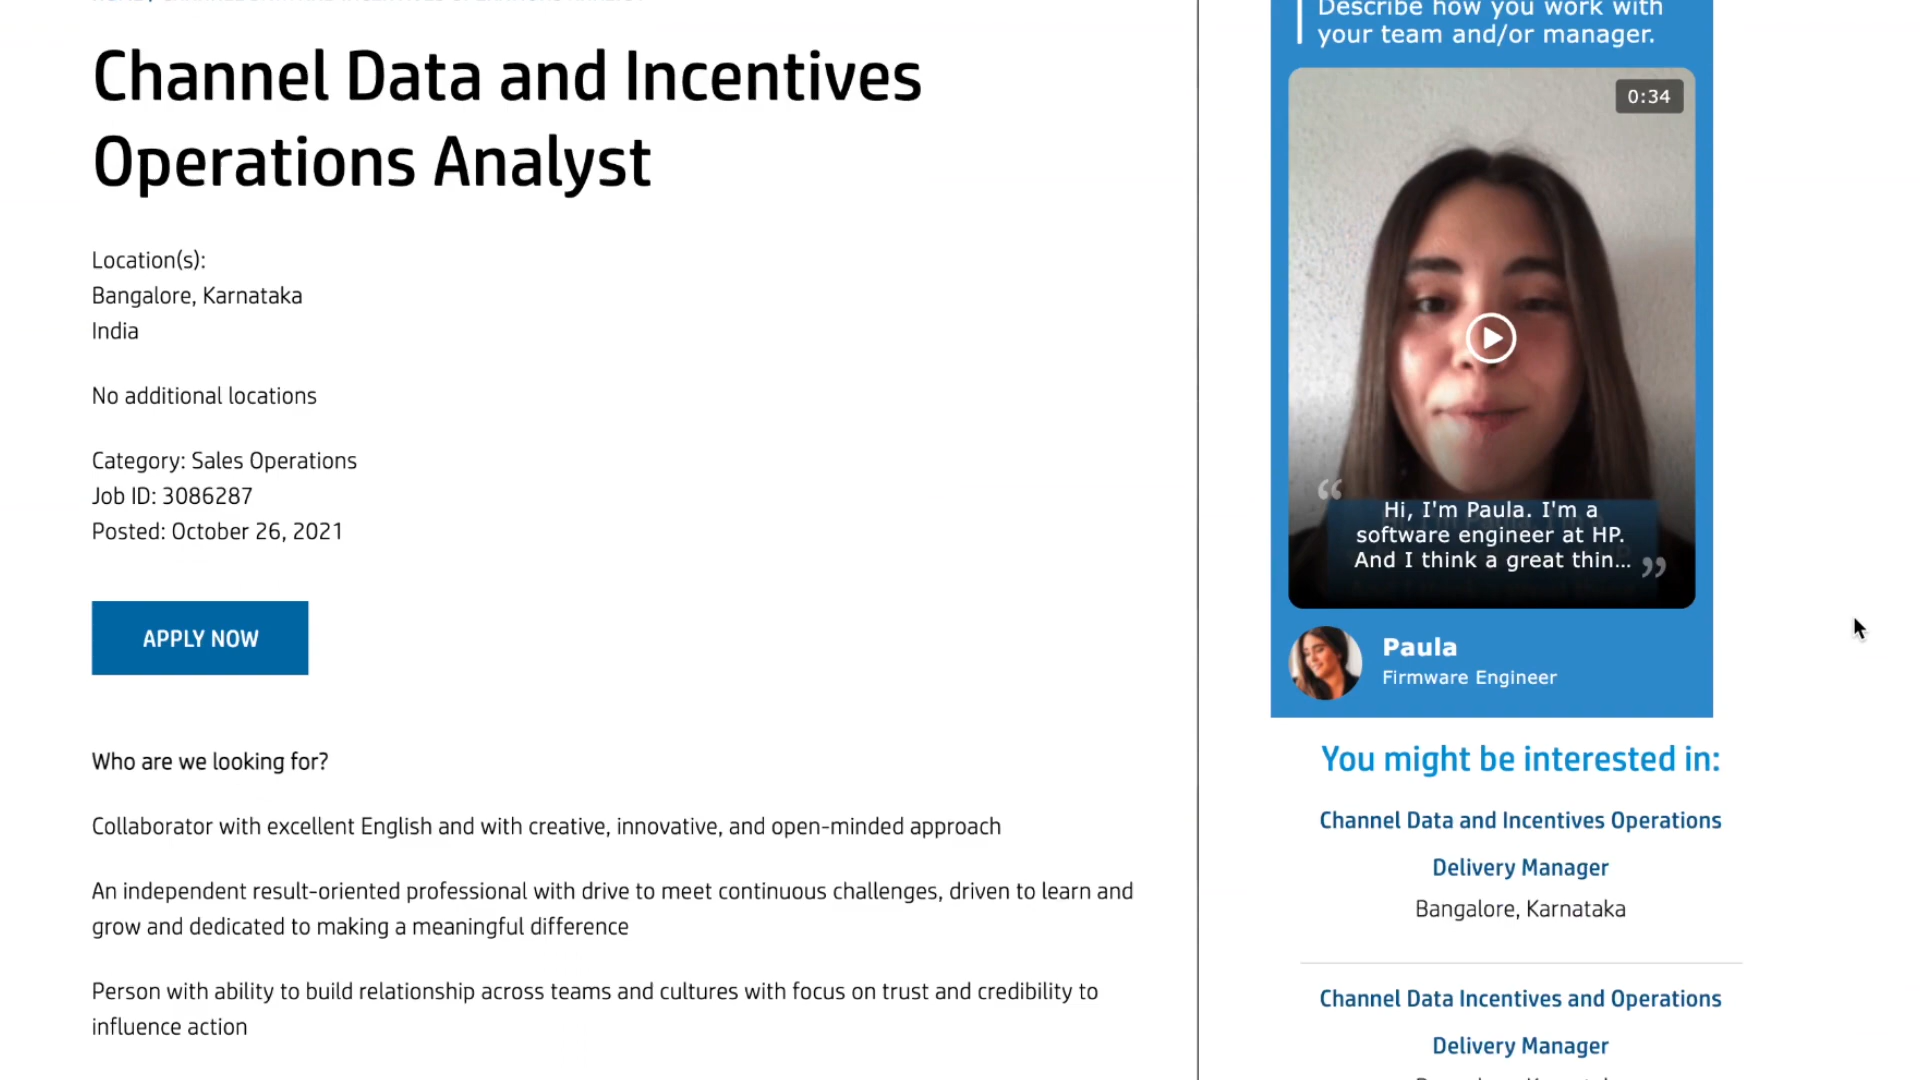 Channel Data and Incentives
Operations Analyst
Location(s):
Bangalore, Karnataka
India
No additional locations
Category: Sales Operations
Job ID: 3086287
Posted: October 26, 2021
APPLY NOW
Who are we looking for?
Collaborator with excellent English and with creative, innovative, and open-minded approach
An independent result-oriented professional with drive to meet continuous challenges, driven to learn and
grow and dedicated to making a meaningful difference
Person with ability to build relationship across teams and cultures with focus on trust and credibility to
influence action
Describe how you work with
your team and/or manager.
0:34
“ Hi, I'm Paula. I'm a
software engineer at HP.
And I think a great thin... ”
Paula
Firmware Engineer
You might be interested in:
Channel Data and Incentives Operations
Delivery Manager
Bangalore, Karnataka
Channel Data Incentives and Operations
Delivery Manager